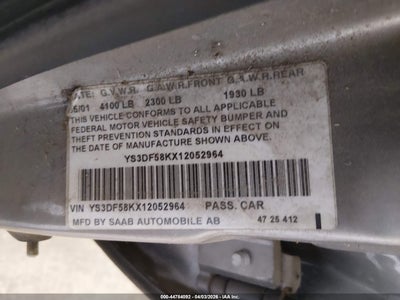 ATE: G.V.W.R. G.A.W.R.FRONT G.A.W.R.REAR
5/01 4100 LB 2300 LB 1930 LB
THIS VEHICLE CONFORMS TO ALL APPLICABLE
FEDERAL MOTOR VEHICLE SAFETY BUMPER AND
THEFT PREVENTION STANDARDS IN EFFECT ON
THE DATE OF MANUFACTURE SHOWN ABOVE.
YS3DF58KX12052964
VIN YS3DF58KX12052964 PASS. CAR
MFD BY SAAB AUTOMOBILE AB 47 25 412
000-44784092 - 04/03/2026 - IAA Inc.